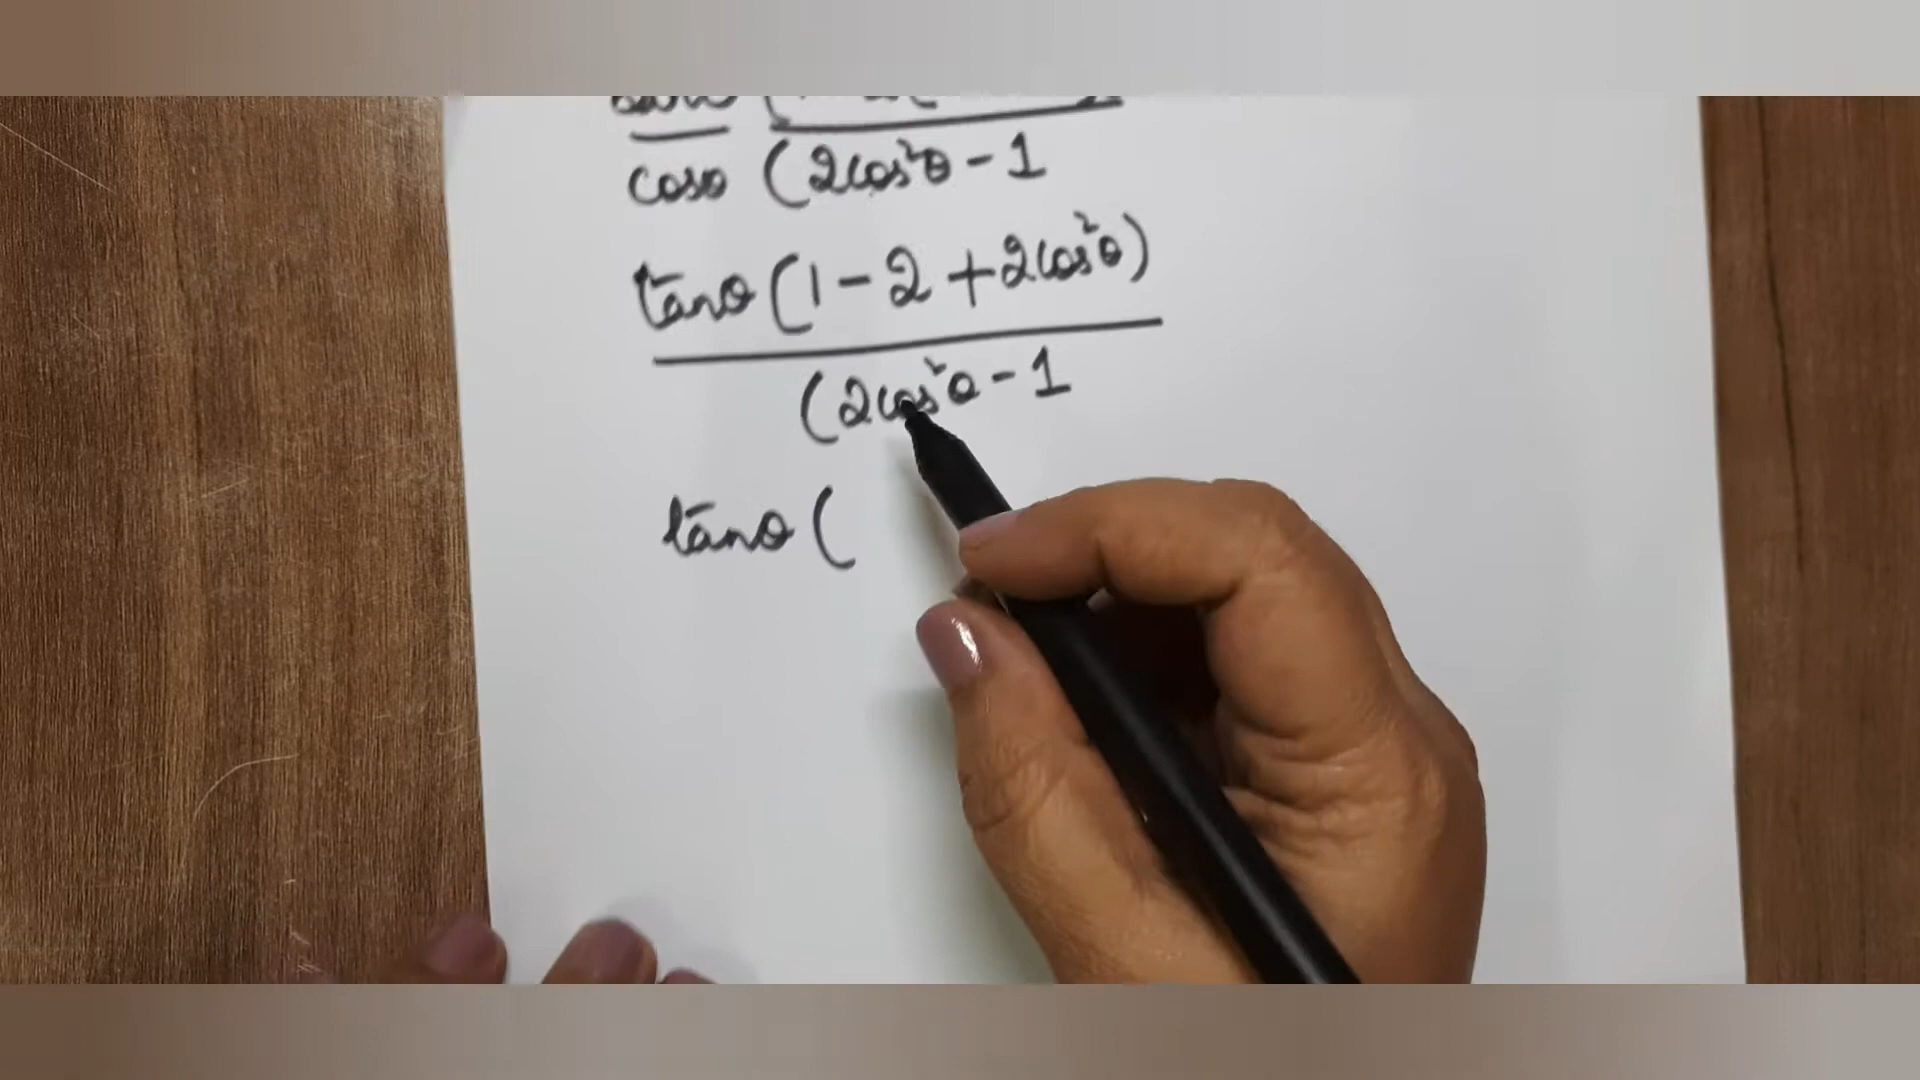 cosθ (2cos²θ - 1
tanθ (1 - 2 + 2cos²θ)
(2cos²θ - 1
tanθ (